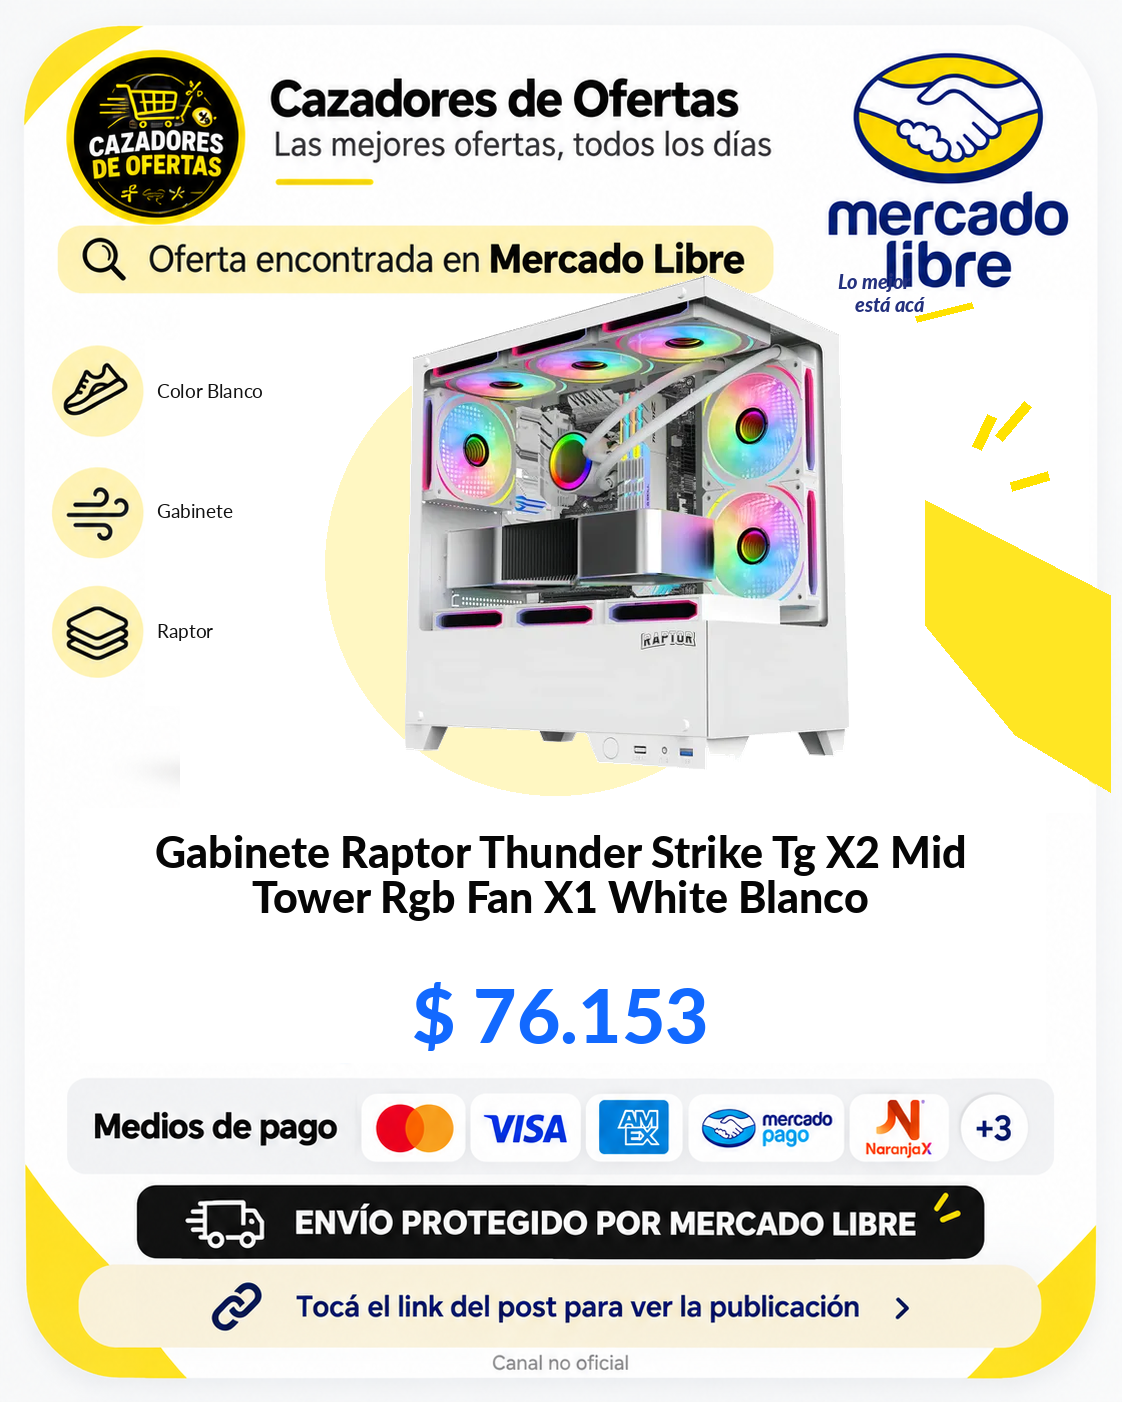 CAZADORES
DE OFERTAS
Cazadores de Ofertas
Las mejores ofertas, todos los días
mercado
libre
Lo mejor
está acá
Oferta encontrada en Mercado Libre
Color Blanco
Gabinete
Raptor
RAPTOR
Gabinete Raptor Thunder Strike Tg X2 Mid
Tower Rgb Fan X1 White Blanco
$ 76.153
Medios de pago
VISA
AM
EX
mercado
pago
N
NaranjaX
+3
ENVÍO PROTEGIDO POR MERCADO LIBRE
Tocá el link del post para ver la publicación
Canal no oficial